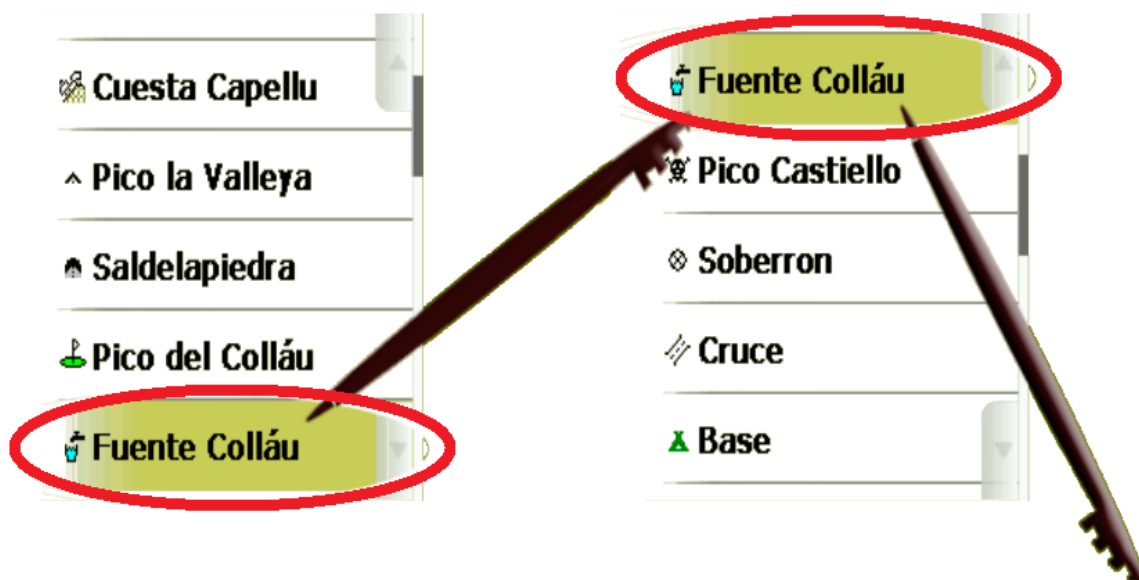 Cuesta Capellu
Pico la Valleya
Saldelapiedra
Pico del Colláu
Fuente Colláu
Fuente Colláu
Pico Castiello
Soberron
Cruce
Base